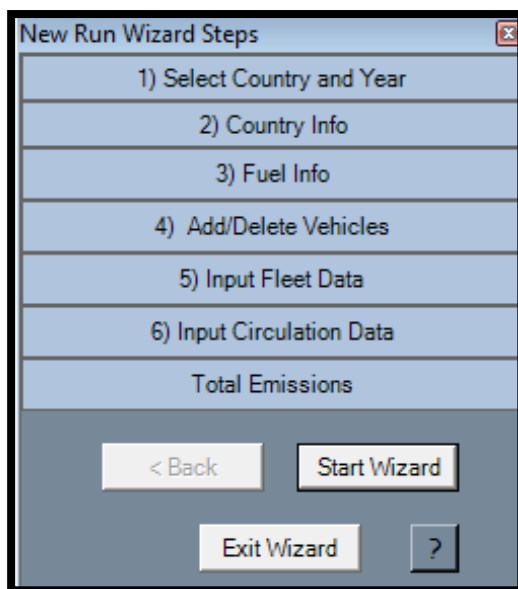 New Run Wizard Steps
1) Select Country and Year
2) Country Info
3) Fuel Info
4) Add/Delete Vehicles
5) Input Fleet Data
6) Input Circulation Data
Total Emissions
< Back Start Wizard
Exit Wizard ?